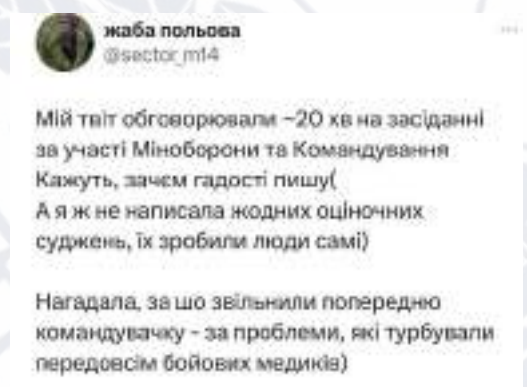 жаба польова
@sector_m14
Мій твіт обговорювали ~20 хв на засіданні
за участі Міноборони та Командування
Кажуть, зачєм гадості пишу(
А я ж не написала жодних оціночних
суджень, їх зробили люди самі)
Нагадала, за шо звільнили попередню
командувачку - за проблеми, які турбували
передовсім бойових медиків)